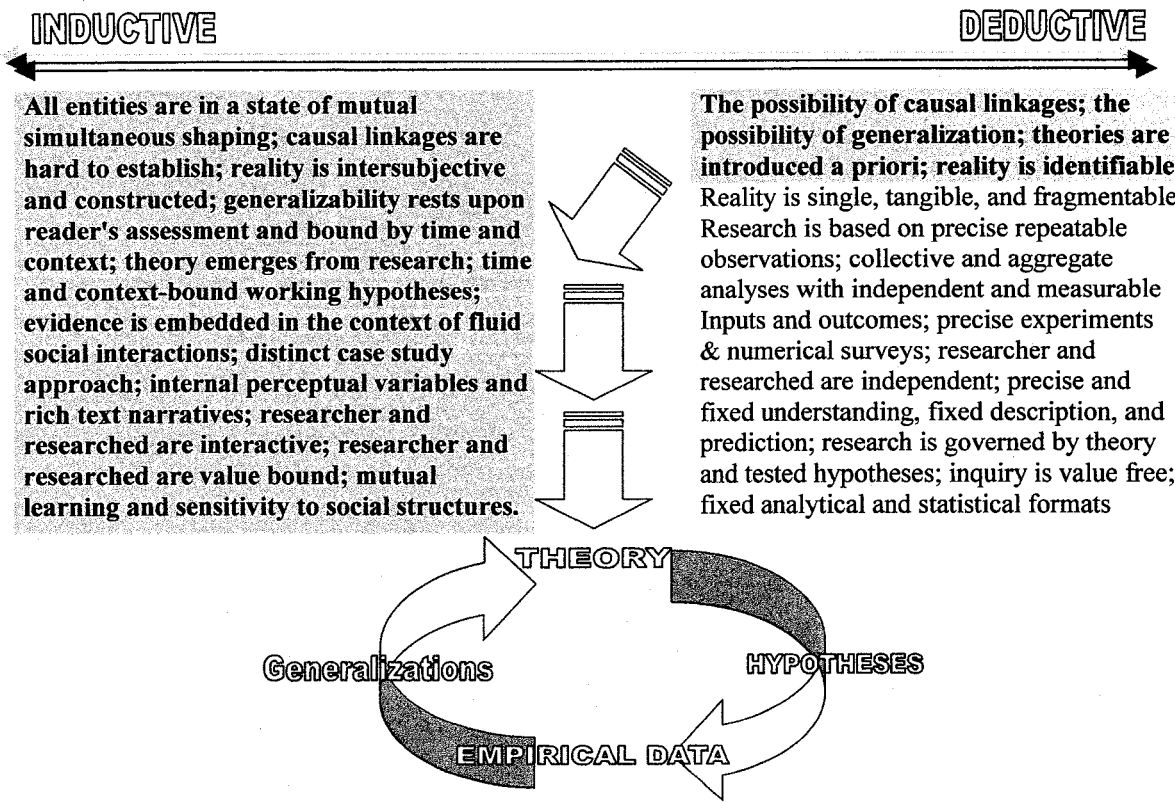 INDUCTIVE
DEDUCTIVE
All entities are in a state of mutual
simultaneous shaping; causal linkages are
hard to establish; reality is intersubjective
and constructed; generalizability rests upon
reader's assessment and bound by time and
context; theory emerges from research; time
and context-bound working hypotheses;
evidence is embedded in the context of fluid
social interactions; distinct case study
approach; internal perceptual variables and
rich text narratives; researcher and
researched are interactive; researcher and
researched are value bound; mutual
learning and sensitivity to social structures.
The possibility of causal linkages; the
possibility of generalization; theories are
introduced a priori; reality is identifiable
Reality is single, tangible, and fragmentable
Research is based on precise repeatable
observations; collective and aggregate
analyses with independent and measurable
Inputs and outcomes; precise experiments
& numerical surveys; researcher and
researched are independent; precise and
fixed understanding, fixed description, and
prediction; research is governed by theory
and tested hypotheses; inquiry is value free;
fixed analytical and statistical formats
THEORY
Generalizations
HYPOTHESES
EMPIRICAL DATA